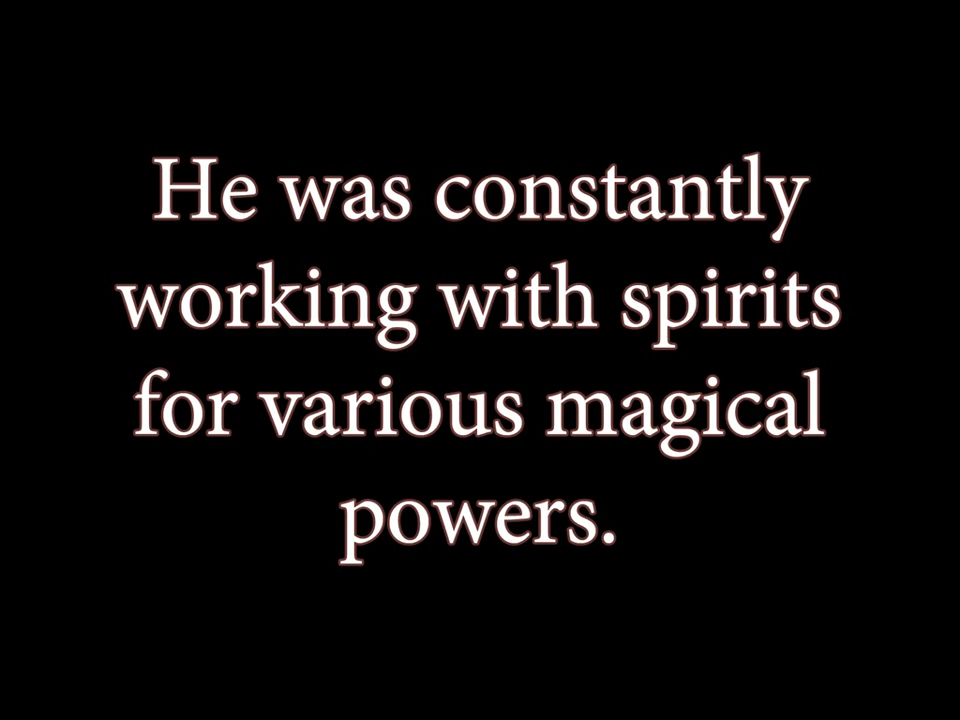 He was constantly
working with spirits
for various magical
powers.